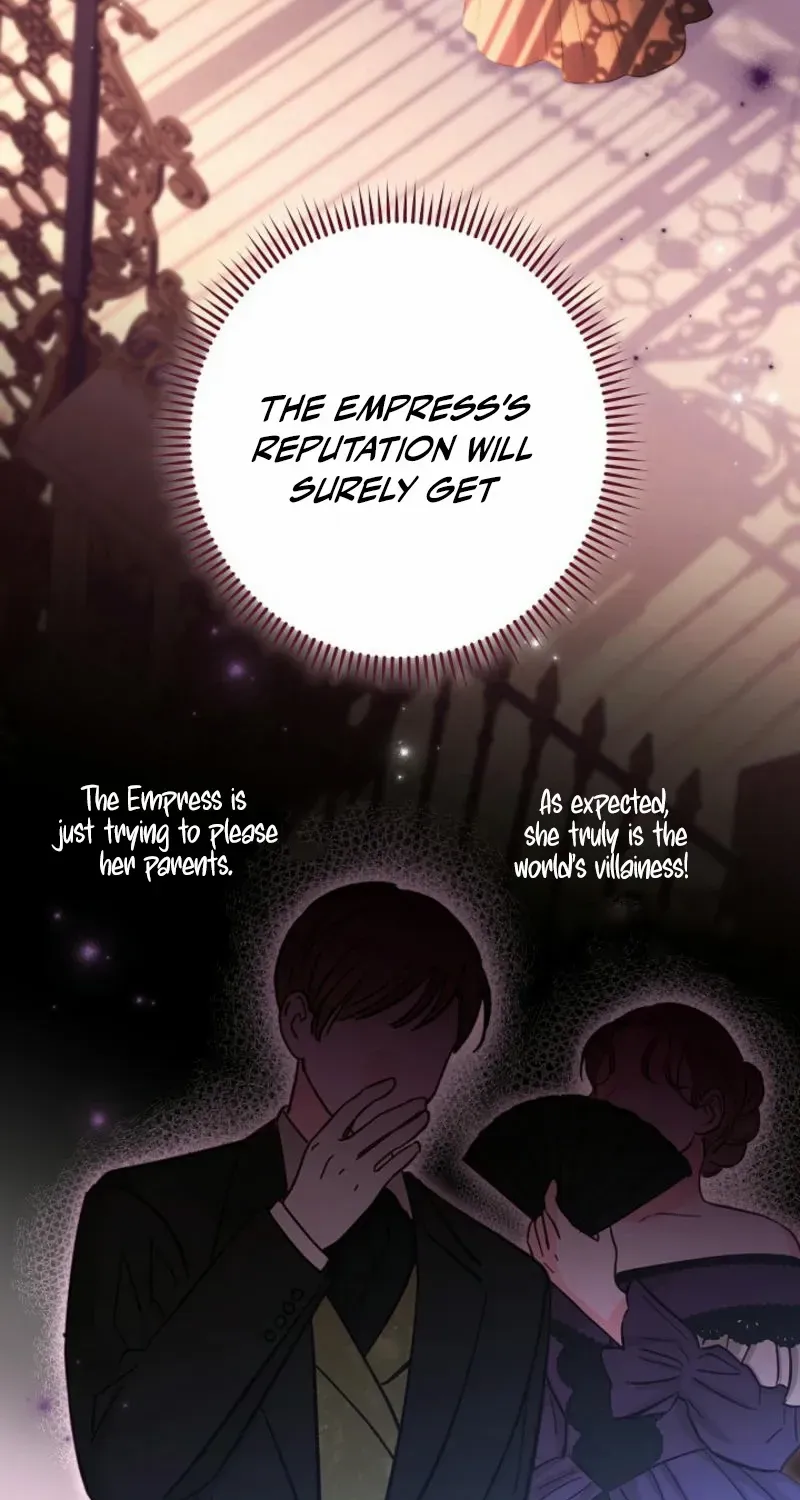 THE EMPRESS'S
REPUTATION WILL
SURELY GET
The Empress is
just trying to please
her parents.
As expected,
she truly is the
world's villainess!